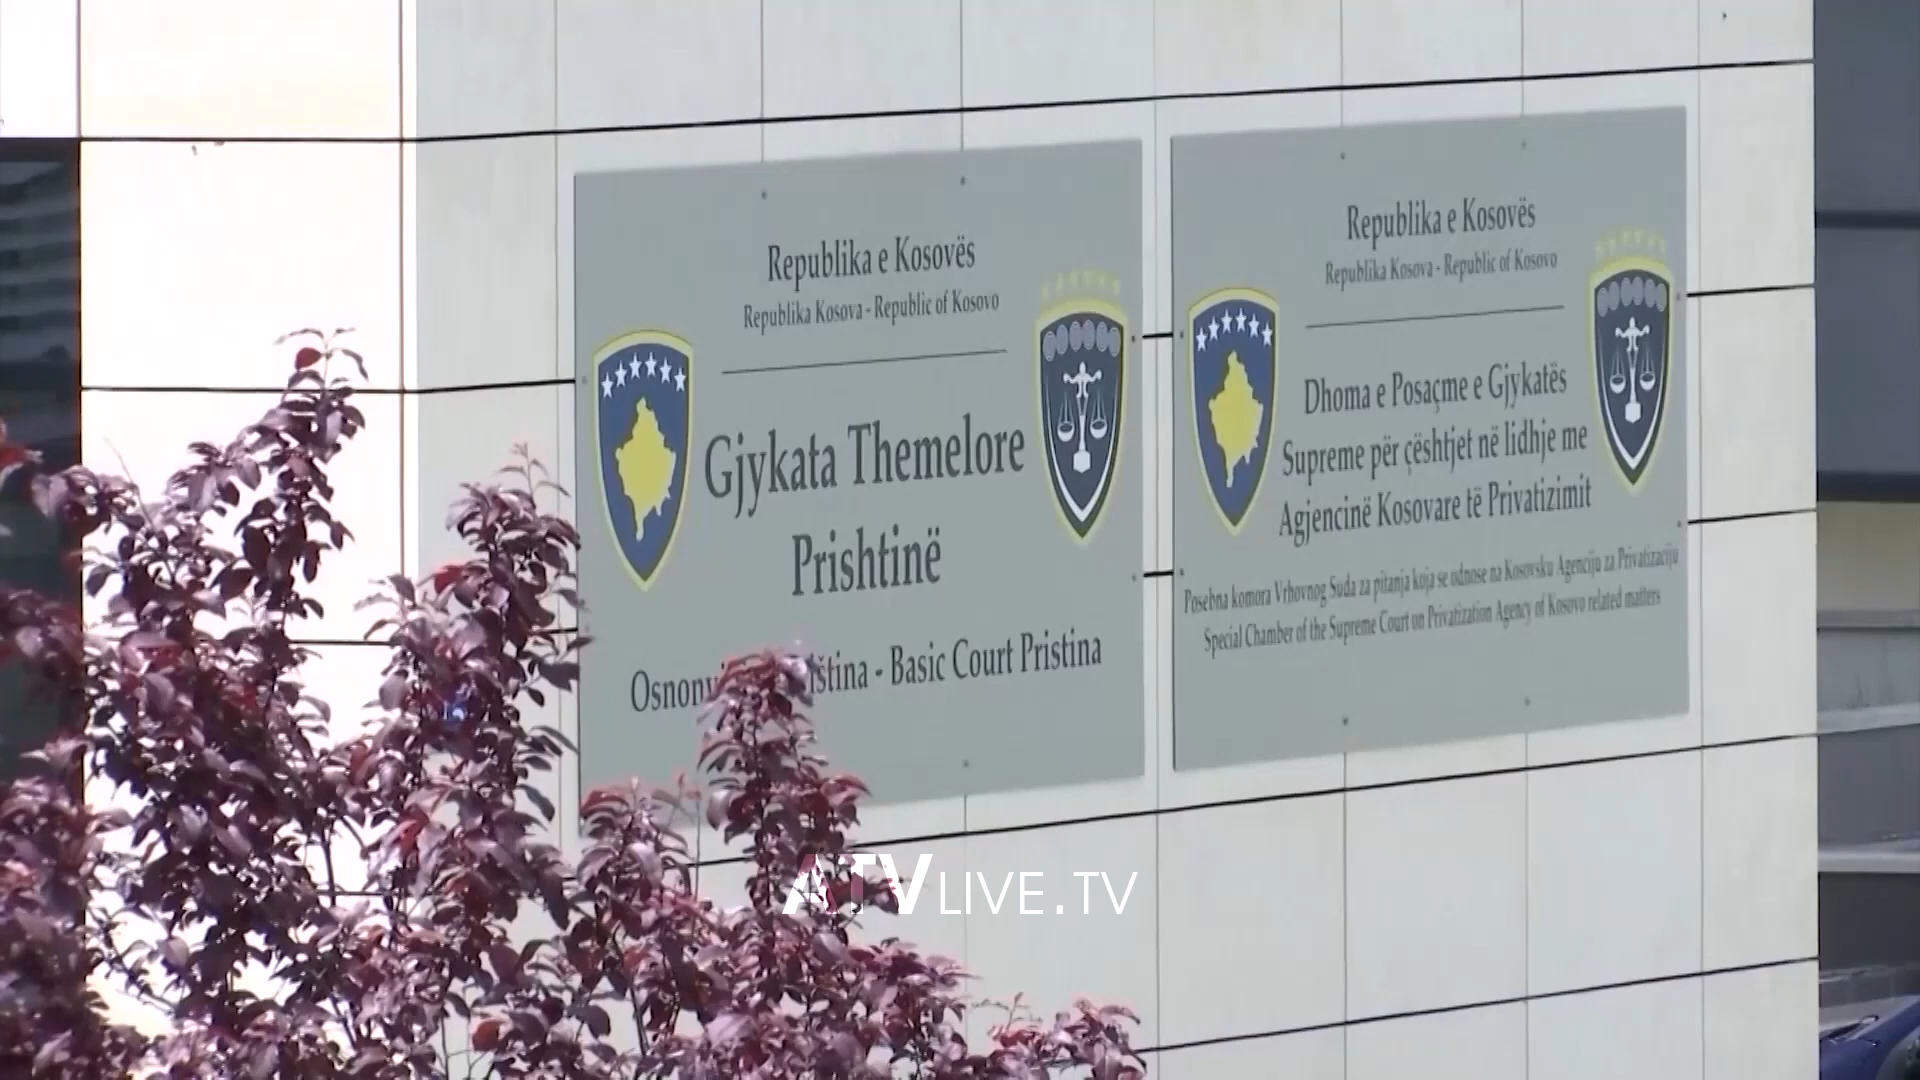 Republika e Kosovës
Republika Kosova - Republic of Kosovo
Gjykata Themelore
Prishtinë
ština - Basic Court Pristina
Republika e Kosovës
Republika Kosova - Republic of Kosovo
Dhoma e Posaçme e Gjykatës
Supreme për çështjet në lidhje me
Agjencinë Kosovare të Privatizimit
Posebna komora Vrhovnog Suda za pitanja koja se odnose na Kosovsku Agenciju za Privatizaciju
Special Chamber of the Supreme Court on Privatization Agency of Kosovo related matters
ATVLIVE.TV